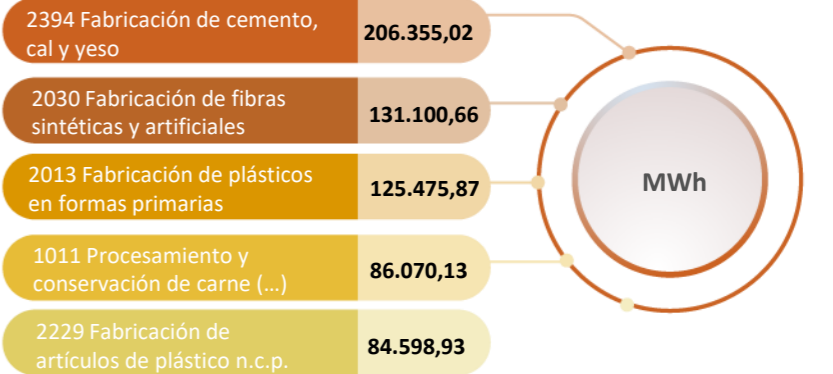 2394 Fabricación de cemento,
cal y yeso
206.355,02
2030 Fabricación de fibras
sintéticas y artificiales
131.100,66
2013 Fabricación de plásticos
en formas primarias
125.475,87
MWh
1011 Procesamiento y
conservación de carne (...)
86.070,13
2229 Fabricación de
artículos de plástico n.c.p.
84.598,93